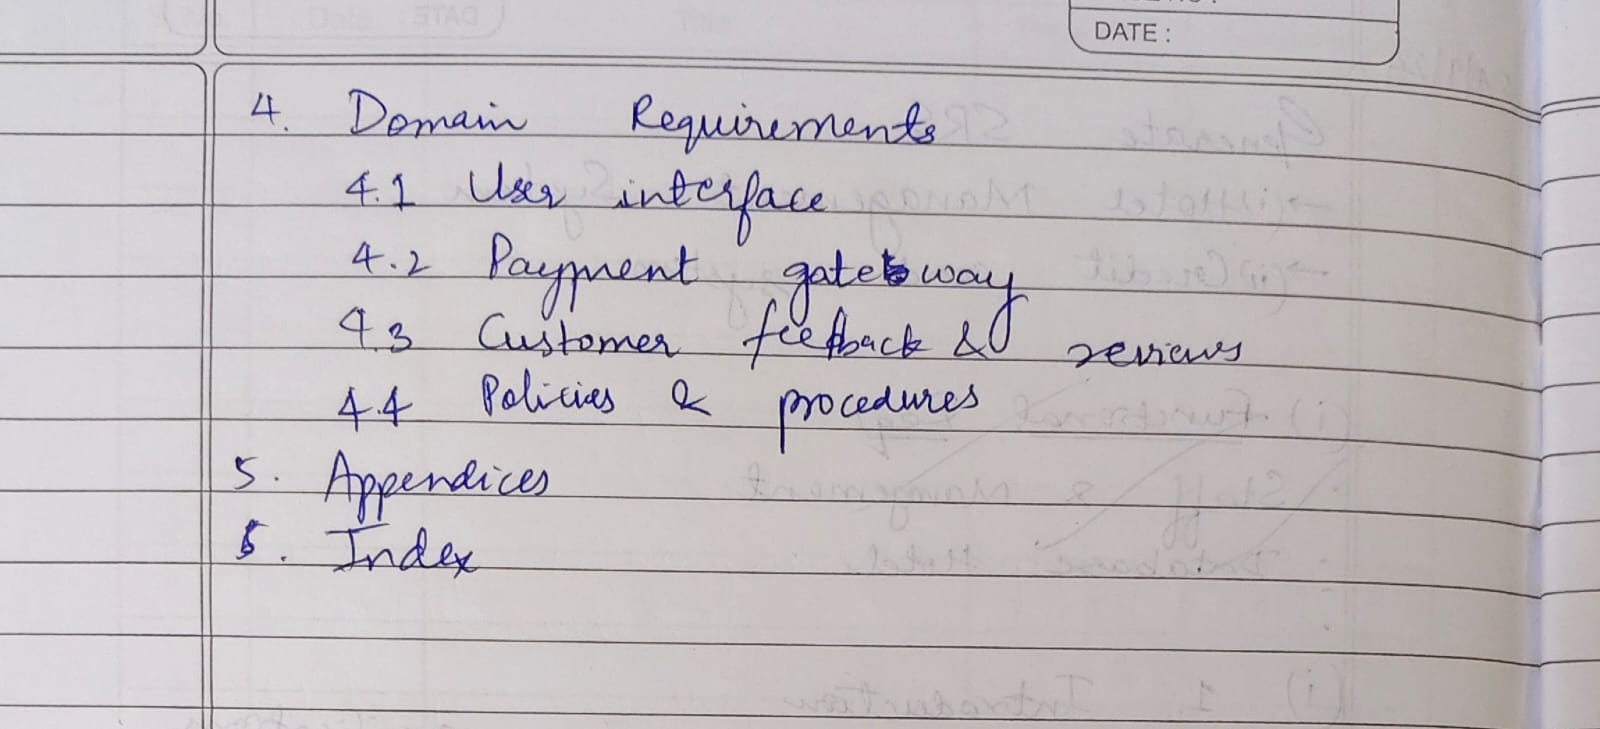 DATE :
4. Domain Requirements
4.1 User interface
4.2 Payment gateway
4.3 Customer feedback & reviews
4.4 Policies & procedures
5. Appendices
6. Index